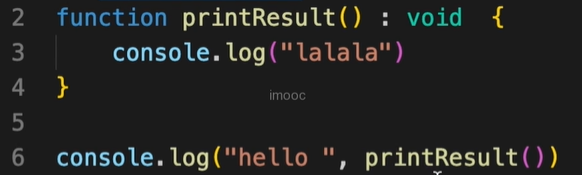 2 function printResult() : void {
3 console.log("lalala")
4 }
imooc
5
6 console.log("hello ", printResult())